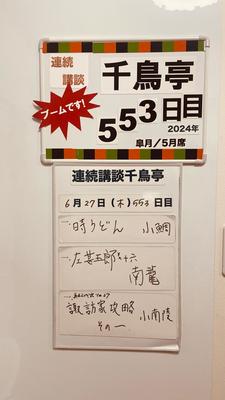 連続
講談
千鳥亭
ブームです!
553日目
2024年
皐月/5月席
連続講談千鳥亭
6月27日(木)553日目
一、時うどん 小鯛
一、左甚五郎
南龍
一、
諏訪家攻略
その一
小南陵